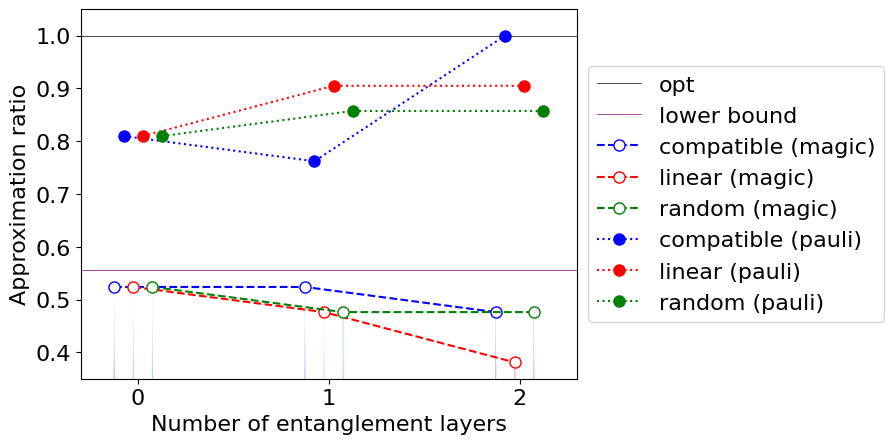 1.0
0.9
0.8
0.7
0.6
0.5
0.4
Approximation ratio
0
1
2
Number of entanglement layers
opt
lower bound
compatible (magic)
linear (magic)
random (magic)
compatible (pauli)
linear (pauli)
random (pauli)